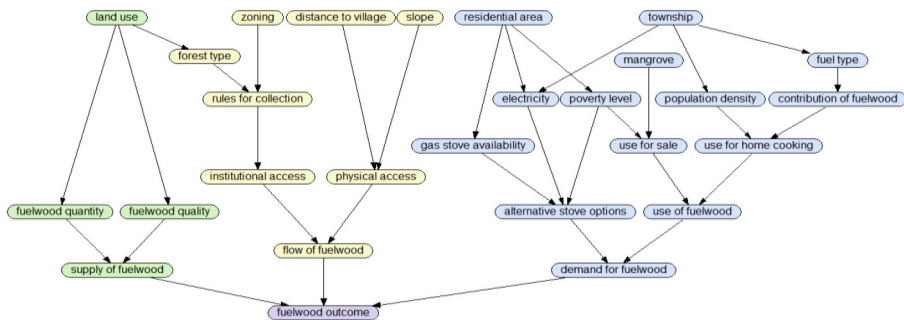 land use
zoning
distance to village
slope
residential area
township
forest type
mangrove
fuel type
rules for collection
electricity
poverty level
population density
contribution of fuelwood
gas stove availability
use for sale
use for home cooking
institutional access
physical access
fuelwood quantity
fuelwood quality
alternative stove options
use of fuelwood
flow of fuelwood
supply of fuelwood
demand for fuelwood
fuelwood outcome